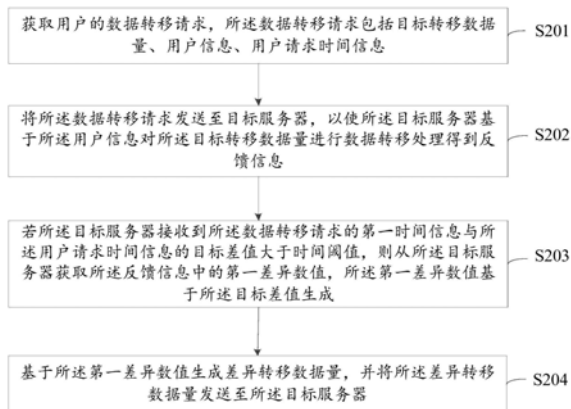 获取用户的数据转移请求，所述数据转移请求包括目标转移数据
量、用户信息、用户请求时间信息
S201
将所述数据转移请求发送至目标服务器，以使所述目标服务器基
于所述用户信息对所述目标转移数据量进行数据转移处理得到反
馈信息
S202
若所述目标服务器接收到所述数据转移请求的第一时间信息与所
述用户请求时间信息的目标差值大于时间阈值，则从所述目标服
务器获取所述反馈信息中的第一差异数值，所述第一差异数值基
于所述目标差值生成
S203
基于所述第一差异数值生成差异转移数据量，并将所述差异转移
数据量发送至所述目标服务器
S204